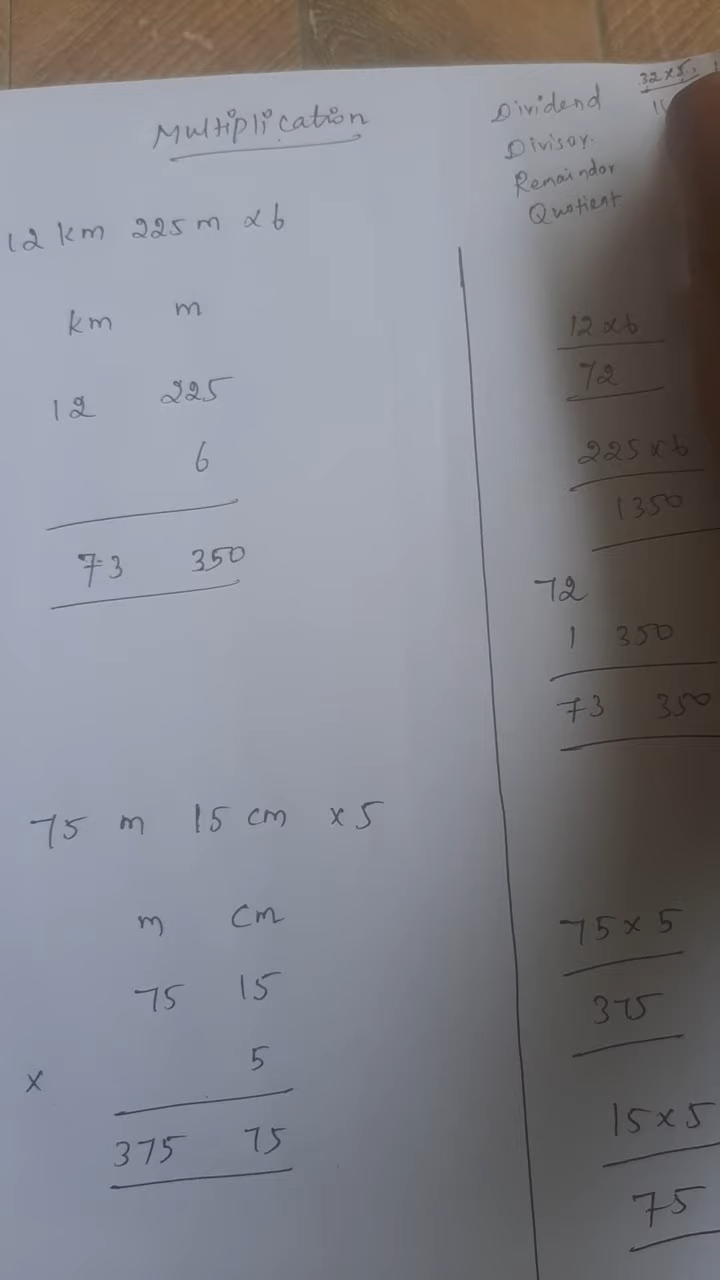 Multiplication
12 km 225 m x 6
km m
12 225
6
73 350
75 m 15 cm x 5
m cm
75 15
x 5
375 75
Dividend
Divisor.
Remaindor
Quotient
32 x 5
12 x 6
72
225 x 6
1350
72
1 350
73 350
75 x 5
375
15 x 5
75